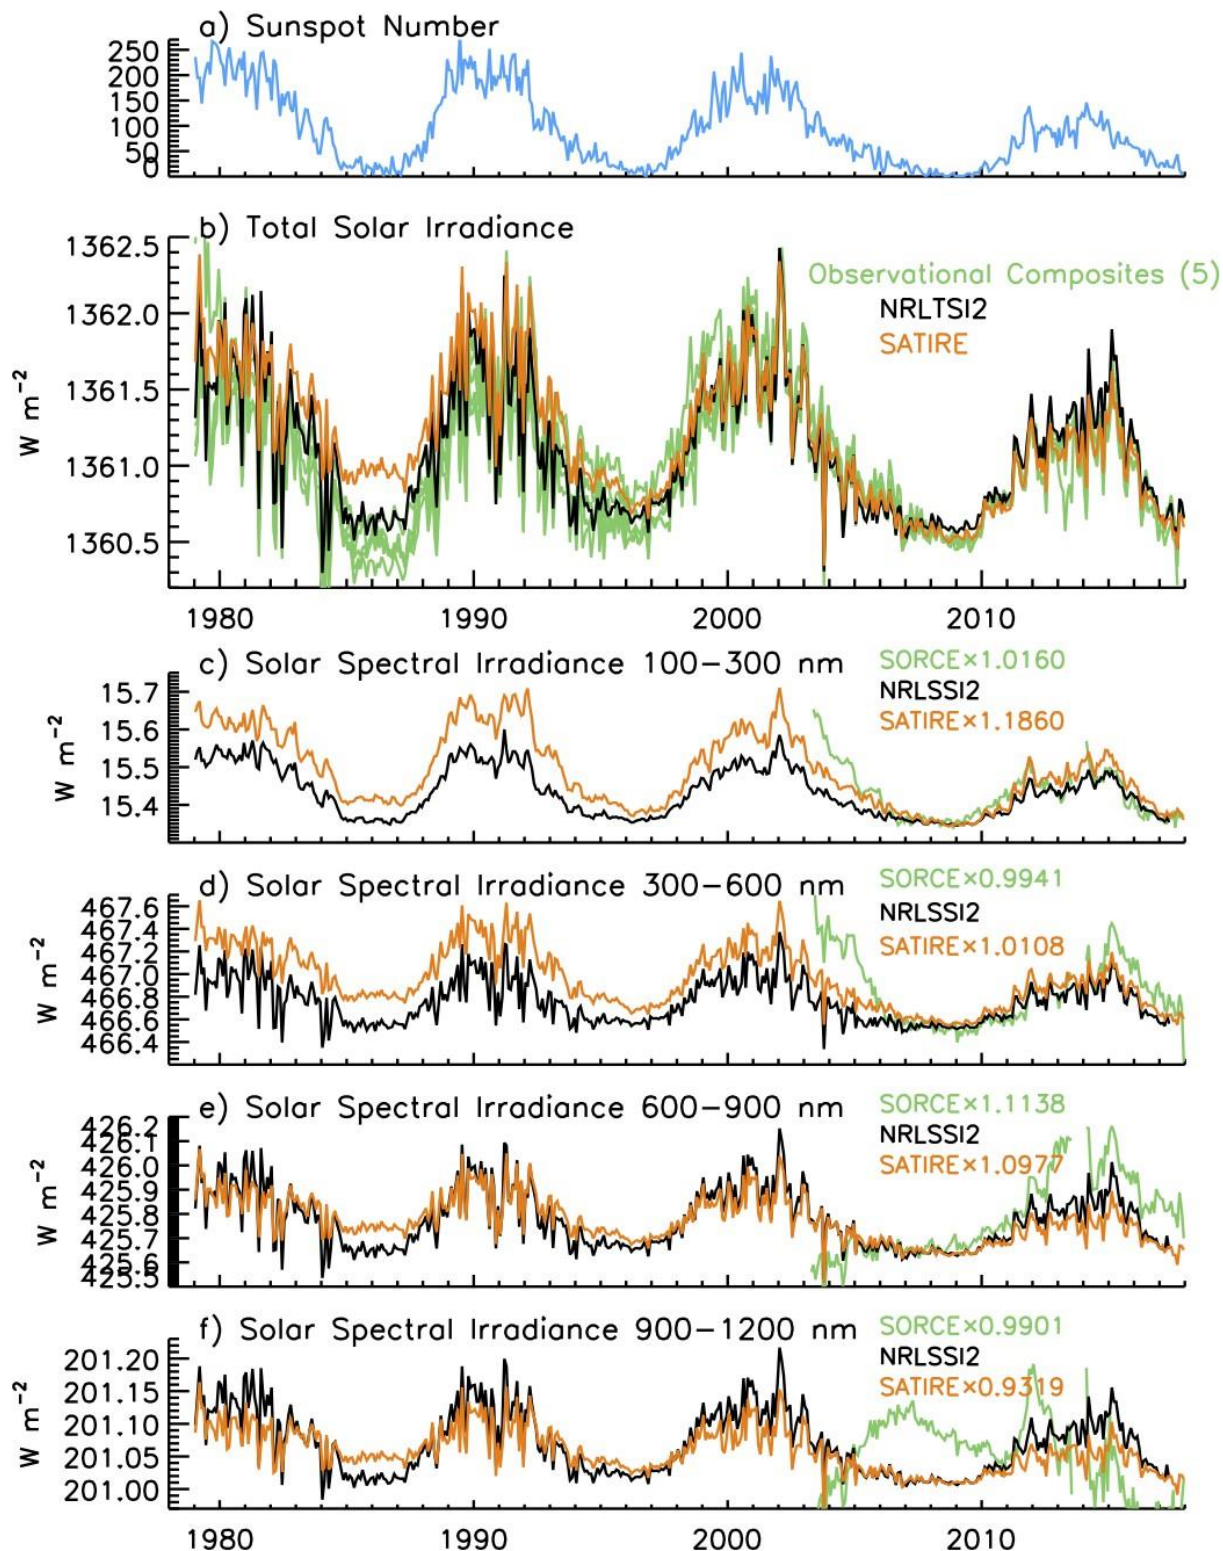 a) Sunspot Number
250
200
150
100
50
0
b) Total Solar Irradiance
1362.5
1362.0
1361.5
1361.0
1360.5
W m⁻²
Observational Composites (5)
NRLTSI2
SATIRE
1980 1990 2000 2010
c) Solar Spectral Irradiance 100–300 nm
SORCE×1.0160
NRLSSI2
SATIRE×1.1860
15.7
15.6
15.5
15.4
W m⁻²
d) Solar Spectral Irradiance 300–600 nm
SORCE×0.9941
NRLSSI2
SATIRE×1.0108
467.6
467.4
467.2
467.0
466.8
466.6
466.4
W m⁻²
e) Solar Spectral Irradiance 600–900 nm
SORCE×1.1138
NRLSSI2
SATIRE×1.0977
426.2
426.1
426.0
425.9
425.8
425.7
425.6
425.5
W m⁻²
f) Solar Spectral Irradiance 900–1200 nm
SORCE×0.9901
NRLSSI2
SATIRE×0.9319
201.20
201.15
201.10
201.05
201.00
W m⁻²
1980 1990 2000 2010